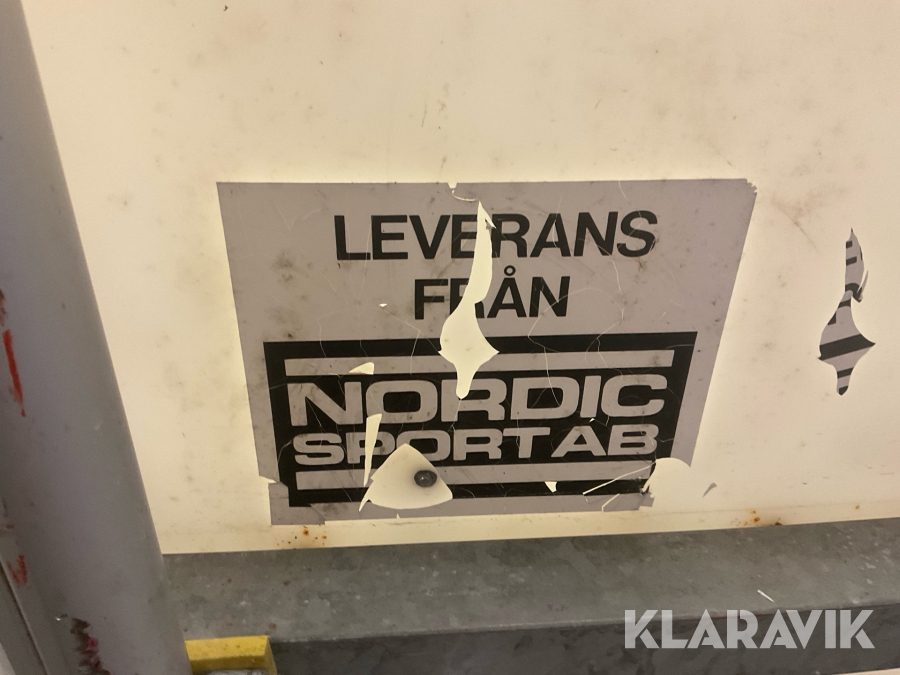 LEVERANS
FRÅN
NORDIC
SPORT AB
KLARAVIK